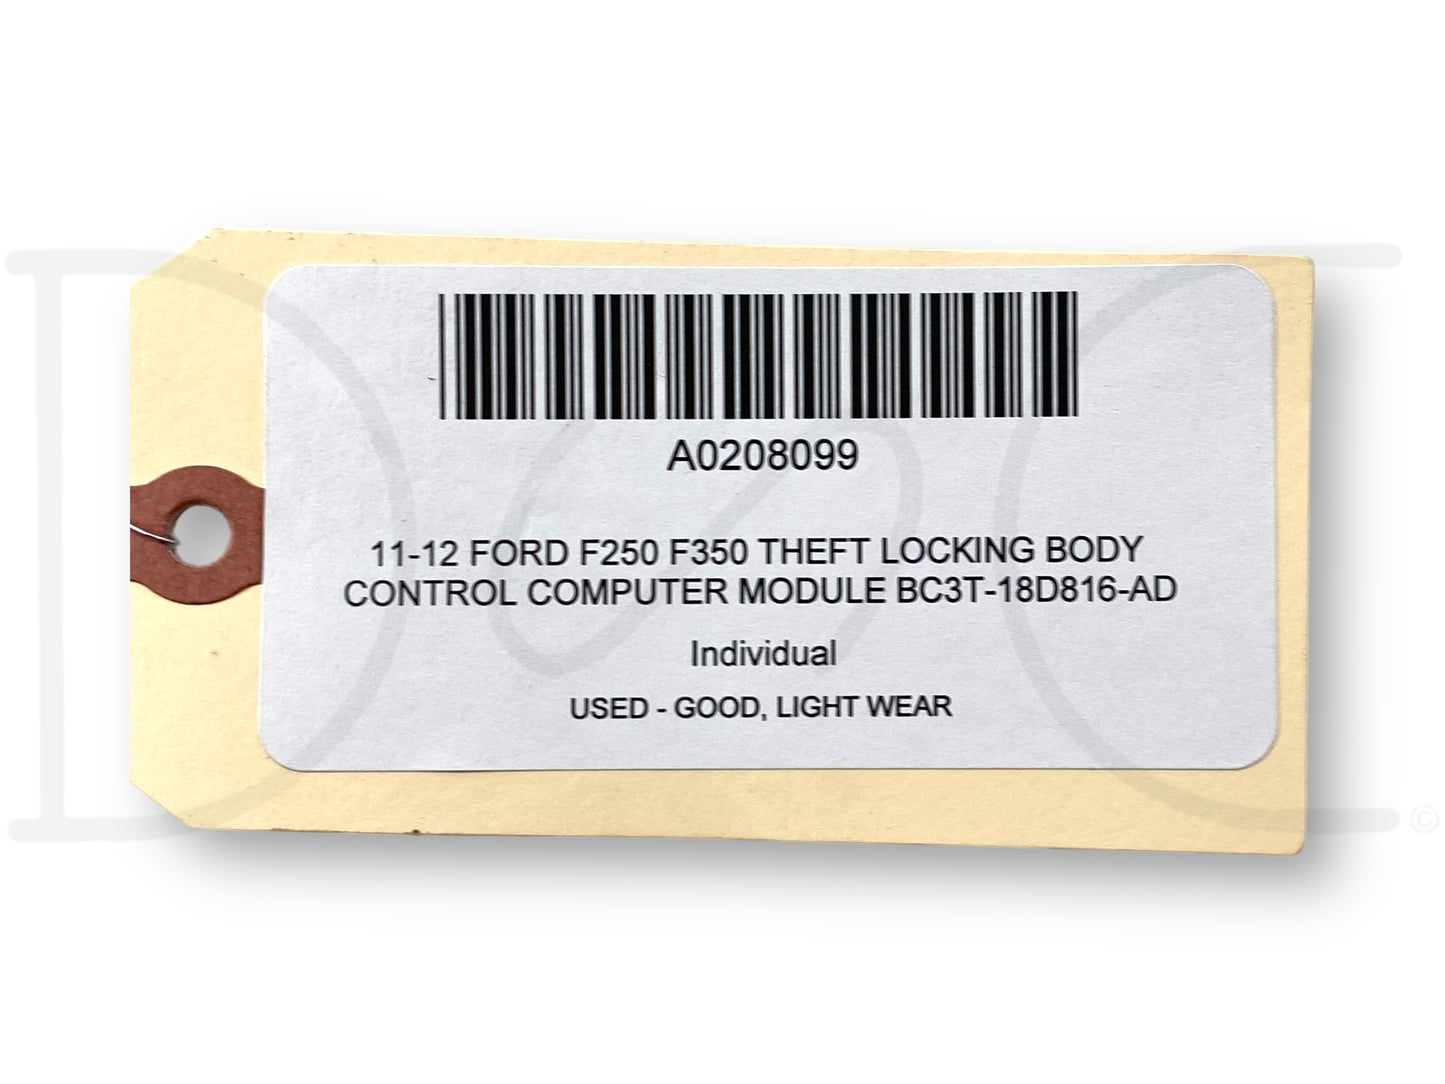 A0208099
11-12 FORD F250 F350 THEFT LOCKING BODY
CONTROL COMPUTER MODULE BC3T-18D816-AD
Individual
USED - GOOD, LIGHT WEAR
©